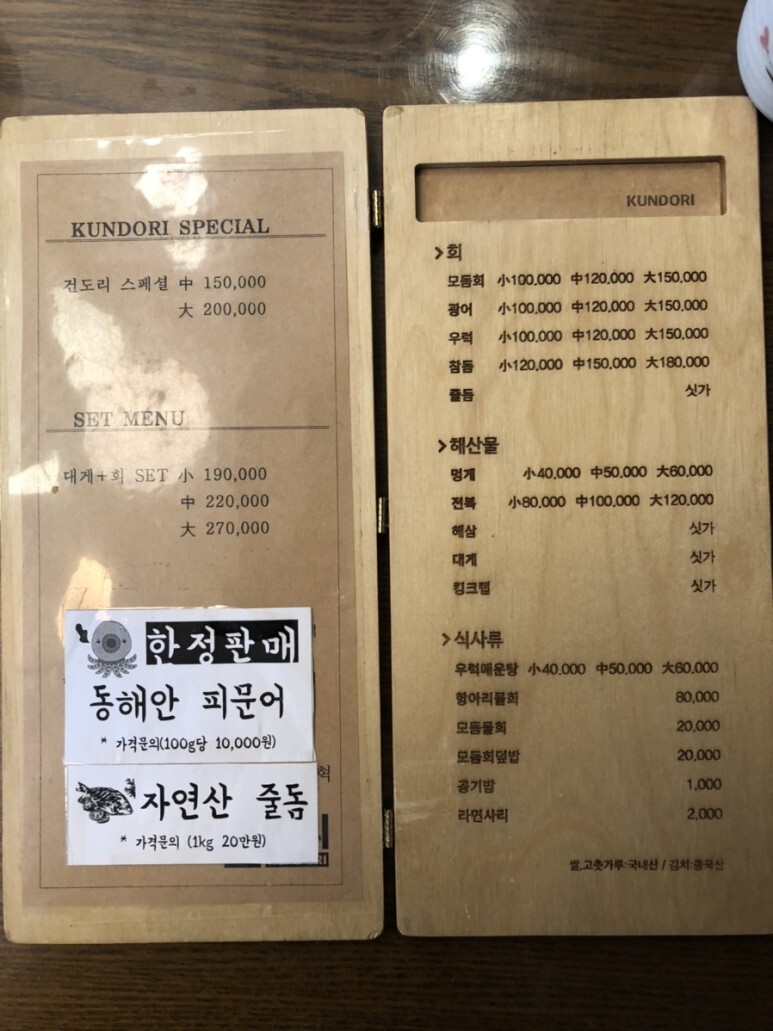 KUNDORI SPECIAL
건도리 스페셜 中 150,000
大 200,000
SET MENU
대게+회 SET 小 190,000
中 220,000
大 270,000
한정판매
동해안 피문어
* 가격문의(100g당 10,000원)
자연산 줄돔
* 가격문의 (1kg 20만원)
KUNDORI
>회
모둠회 小100,000 中120,000 大150,000
광어 小100,000 中120,000 大150,000
우럭 小100,000 中120,000 大150,000
참돔 小120,000 中150,000 大180,000
줄돔 싯가
>해산물
멍게 小40,000 中50,000 大60,000
전복 小80,000 中100,000 大120,000
해삼 싯가
대게 싯가
킹크랩 싯가
>식사류
우럭매운탕 小40,000 中50,000 大60,000
항아리물회 80,000
모둠물회 20,000
모둠회덮밥 20,000
공기밥 1,000
라면사리 2,000
쌀,고춧가루:국내산 / 김치:중국산